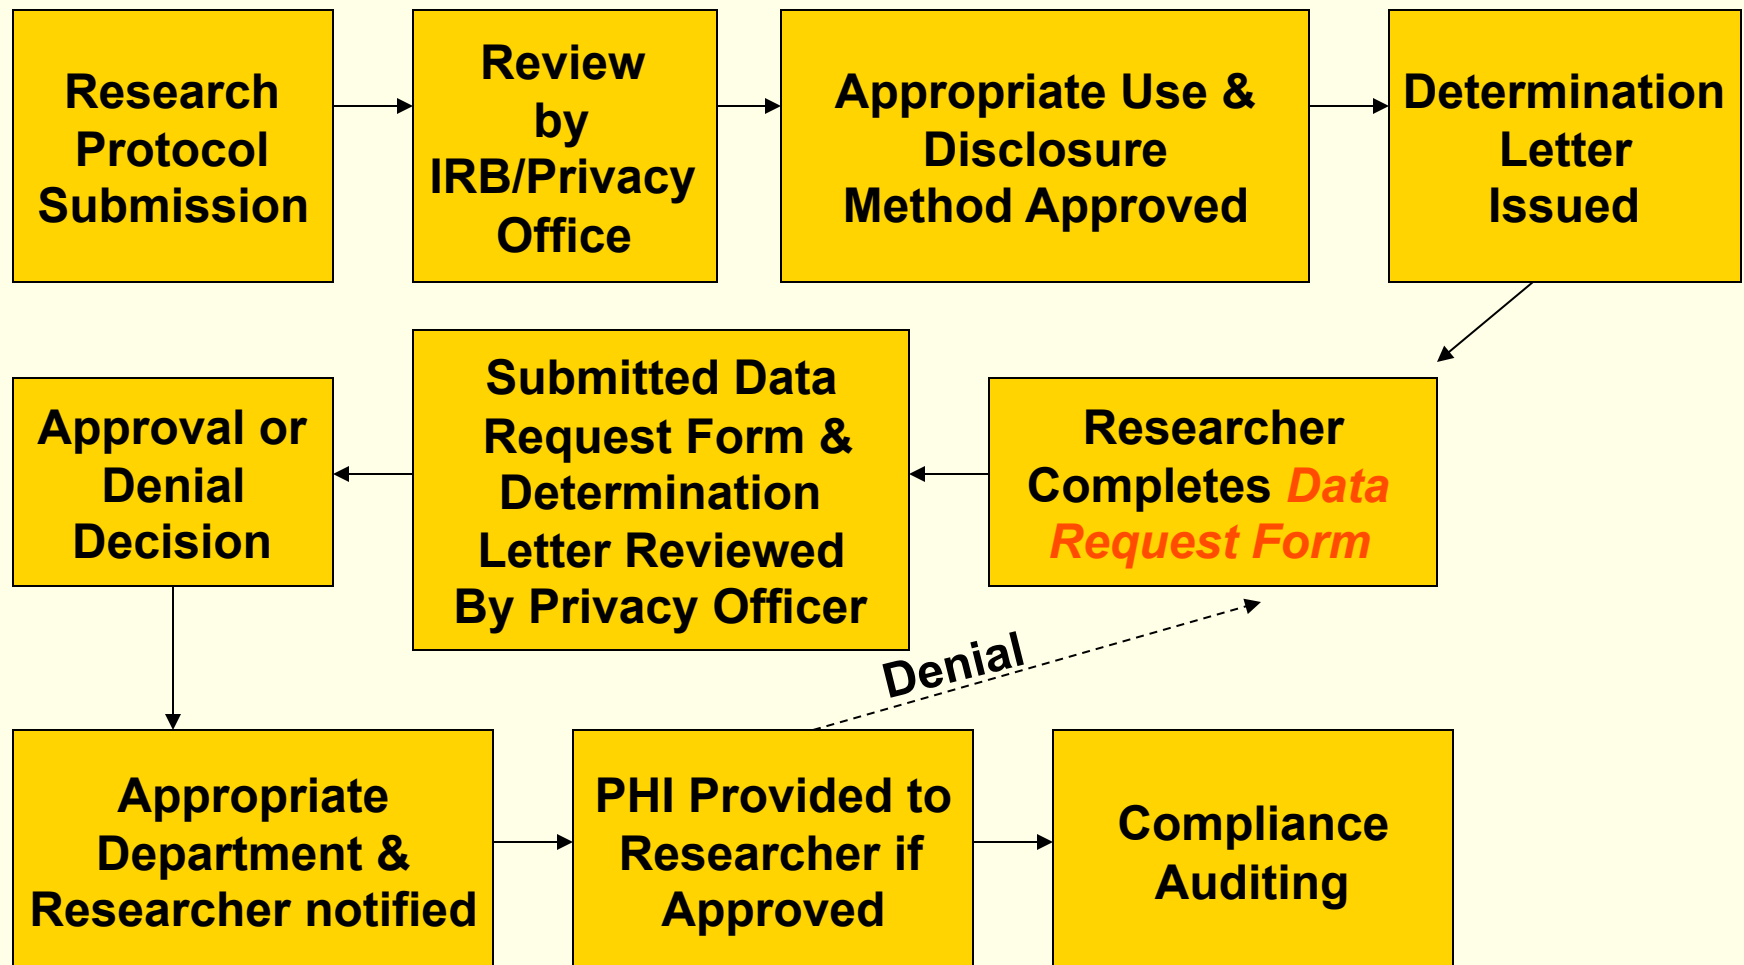 Research
Protocol
Submission
Review
by
IRB/Privacy
Office
Appropriate Use &
Disclosure
Method Approved
Determination
Letter
Issued
Researcher
Completes Data
Request Form
Submitted Data
Request Form &
Determination
Letter Reviewed
By Privacy Officer
Approval or
Denial
Decision
Appropriate
Department &
Researcher notified
PHI Provided to
Researcher if
Approved
Denial
Compliance
Auditing